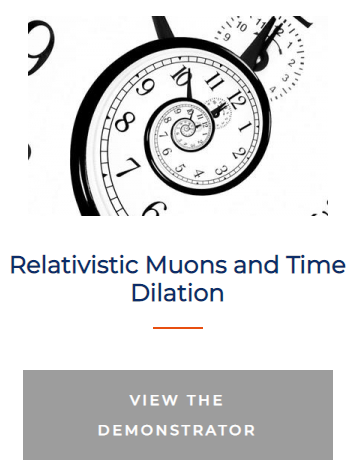 Relativistic Muons and Time
Dilation
VIEW THE
DEMONSTRATOR